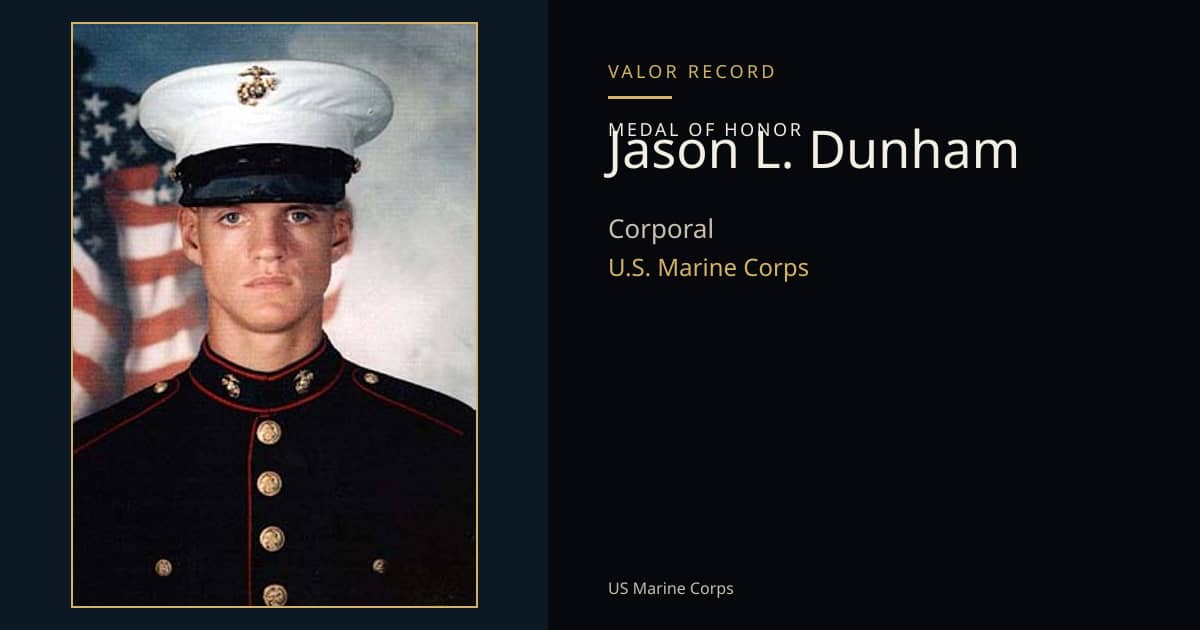 VALOR RECORD
MEDAL OF HONOR
Jason L. Dunham
Corporal
U.S. Marine Corps
US Marine Corps